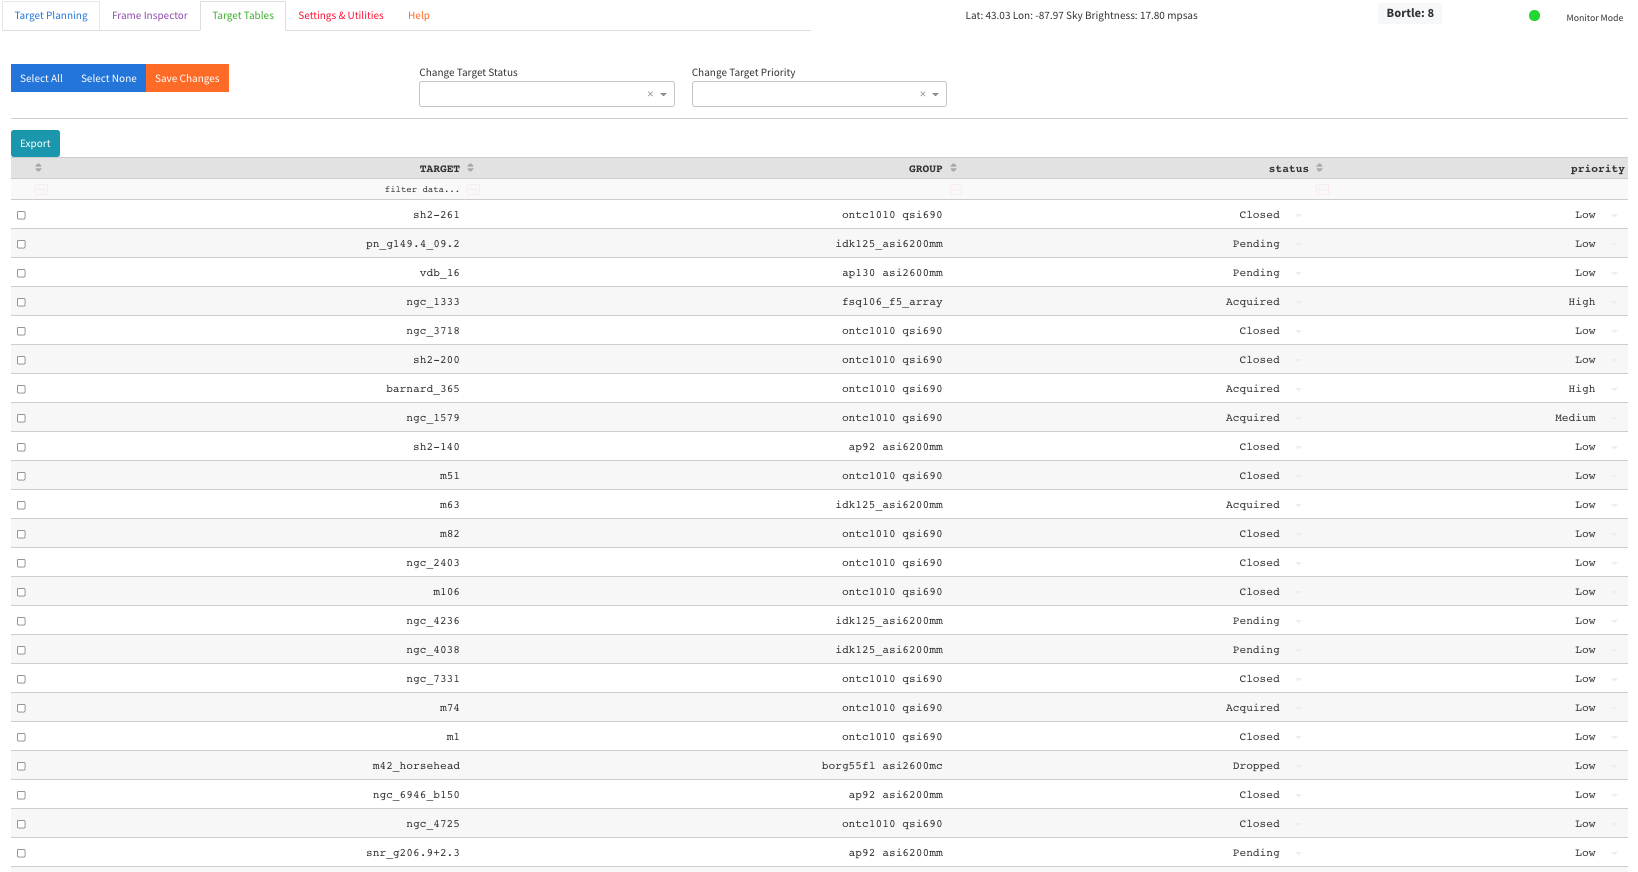 Target Planning Frame Inspector Target Tables Settings & Utilities Help Lat: 43.03 Lon: -87.97 Sky Brightness: 17.80 mpsas Bortle: 8 Monitor Mode
Change Target Status Change Target Priority
Select All Select None Save Changes × ×
Export
TARGET GROUP status priority
filter data...
sh2-261 ontc1010 qsi690 Closed Low
pn_g149.4_09.2 idk125_asi6200mm Pending Low
vdb_16 ap130 asi2600mm Pending Low
ngc_1333 fsq106_f5_array Acquired High
ngc_3718 ontc1010 qsi690 Closed Low
sh2-200 ontc1010 qsi690 Closed Low
barnard_365 ontc1010 qsi690 Acquired High
ngc_1579 ontc1010 qsi690 Acquired Medium
sh2-140 ap92 asi6200mm Closed Low
m51 ontc1010 qsi690 Closed Low
m63 idk125_asi6200mm Acquired Low
m82 ontc1010 qsi690 Closed Low
ngc_2403 ontc1010 qsi690 Closed Low
m106 ontc1010 qsi690 Closed Low
ngc_4236 idk125_asi6200mm Pending Low
ngc_4038 idk125_asi6200mm Pending Low
ngc_7331 ontc1010 qsi690 Closed Low
m74 ontc1010 qsi690 Acquired Low
m1 ontc1010 qsi690 Closed Low
m42_horsehead borg55fl asi2600mc Dropped Low
ngc_6946_b150 ap92 asi6200mm Closed Low
ngc_4725 ontc1010 qsi690 Closed Low
snr_g206.9+2.3 ap92 asi6200mm Pending Low